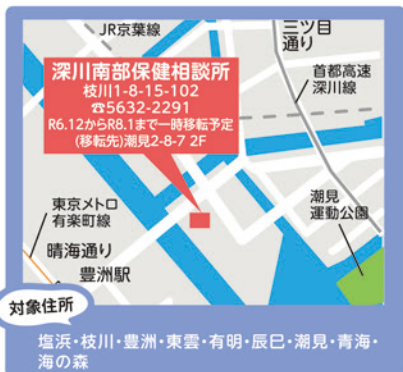 JR京葉線
三ツ目
通り
深川南部保健相談所
枝川1-8-15-102
☎5632-2291
R6.12からR8.1まで一時移転予定
(移転先)潮見2-8-7 2F
首都高速
深川線
東京メトロ
有楽町線
晴海通り
豊洲駅
潮見
運動公園
対象住所
塩浜・枝川・豊洲・東雲・有明・辰巳・潮見・青海・
海の森